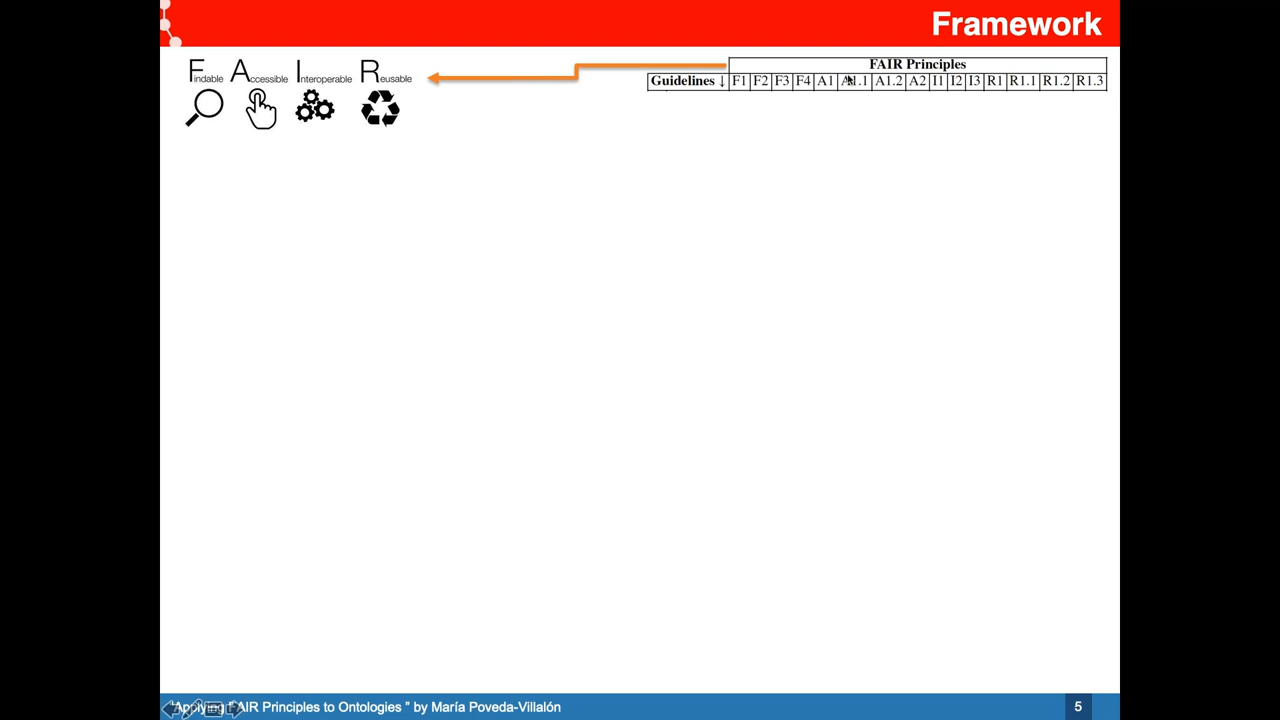 Framework
Findable Accessible Interoperable Reusable
FAIR Principles
Guidelines ↓ F1 F2 F3 F4 A1 A1.1 A1.2 A2 I1 I2 I3 R1 R1.1 R1.2 R1.3
"Applying FAIR Principles to Ontologies " by María Poveda-Villalón
5